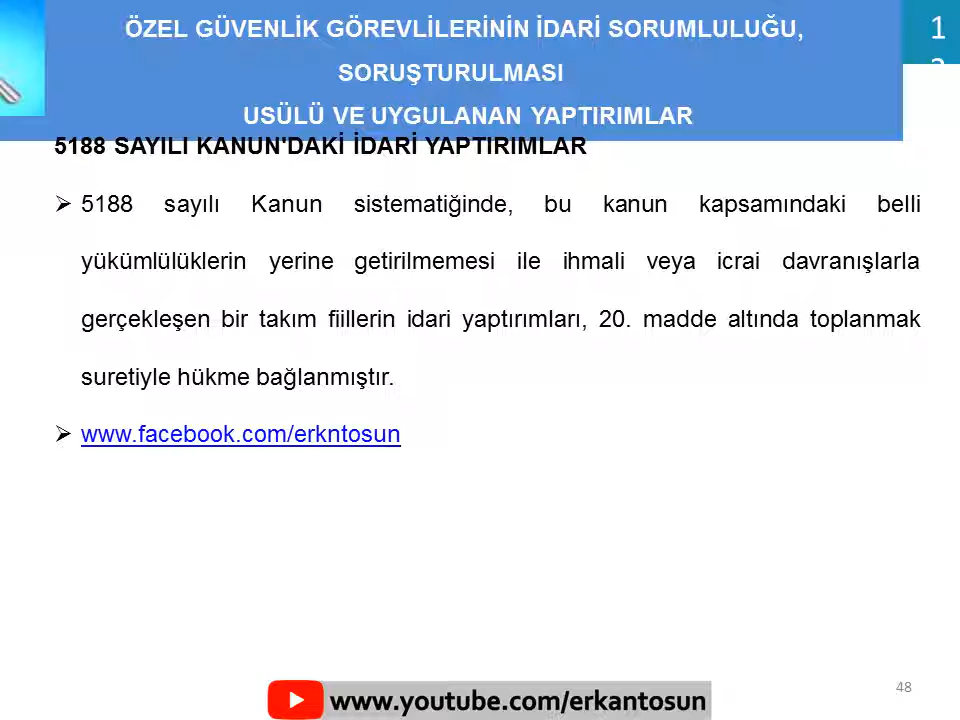 ÖZEL GÜVENLİK GÖREVLİLERİNİN İDARİ SORUMLULUĞU,
SORUŞTURULMASI
USÜLÜ VE UYGULANAN YAPTIRIMLAR
1
5188 SAYILI KANUN'DAKİ İDARİ YAPTIRIMLAR
5188 sayılı Kanun sistematiğinde, bu kanun kapsamındaki belli
yükümlülüklerin yerine getirilmemesi ile ihmali veya icrai davranışlarla
gerçekleşen bir takım fiillerin idari yaptırımları, 20. madde altında toplanmak
suretiyle hükme bağlanmıştır.
www.facebook.com/erkntosun
www.youtube.com/erkantosun
48